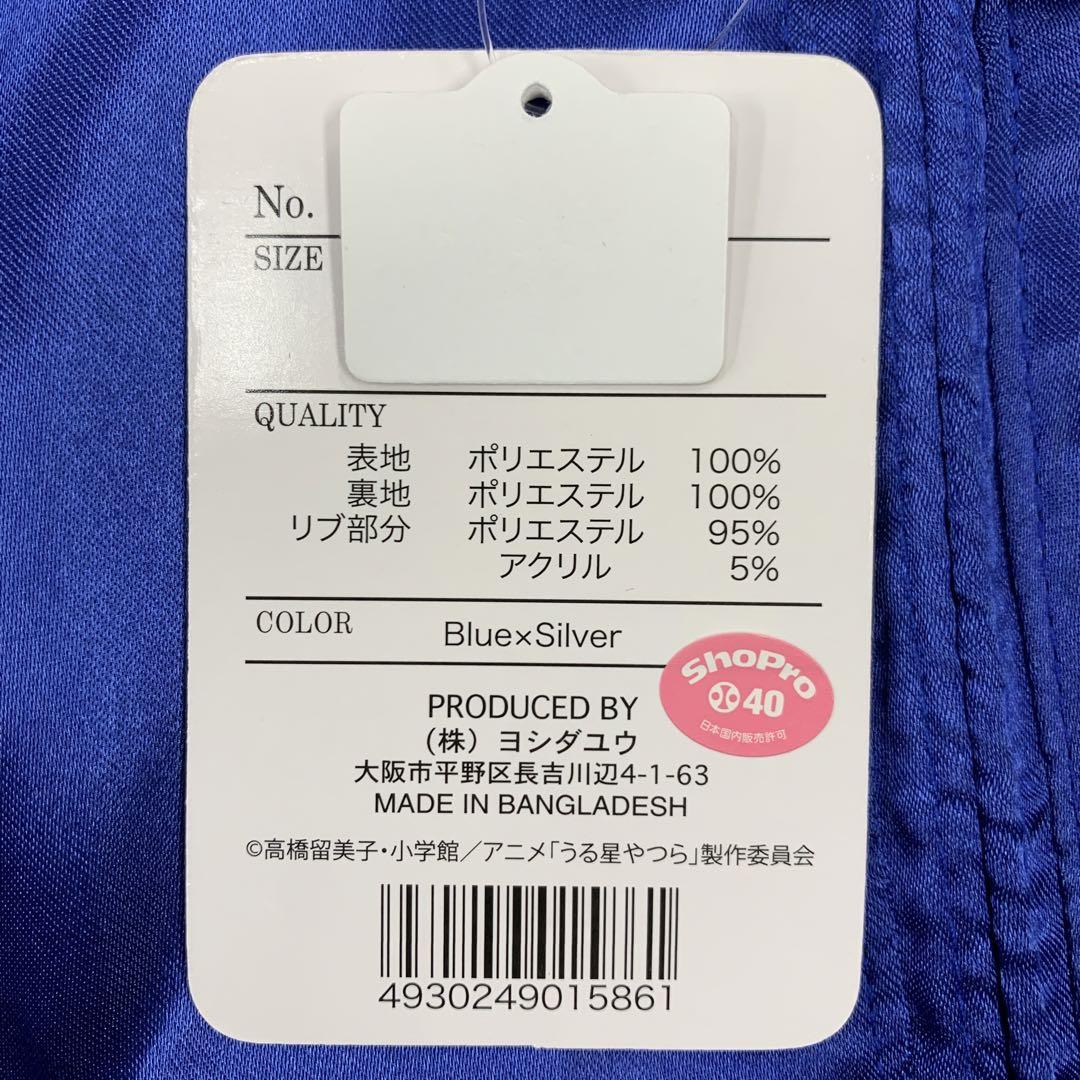 No.
SIZE
QUALITY
表地 ポリエステル 100%
裏地 ポリエステル 100%
リブ部分 ポリエステル 95%
アクリル 5%
COLOR Blue×Silver
ShoPro
40
日本国内販売許可
PRODUCED BY
(株) ヨシダユウ
大阪市平野区長吉川辺4-1-63
MADE IN BANGLADESH
©高橋留美子・小学館／アニメ「うる星やつら」製作委員会
4930249015861